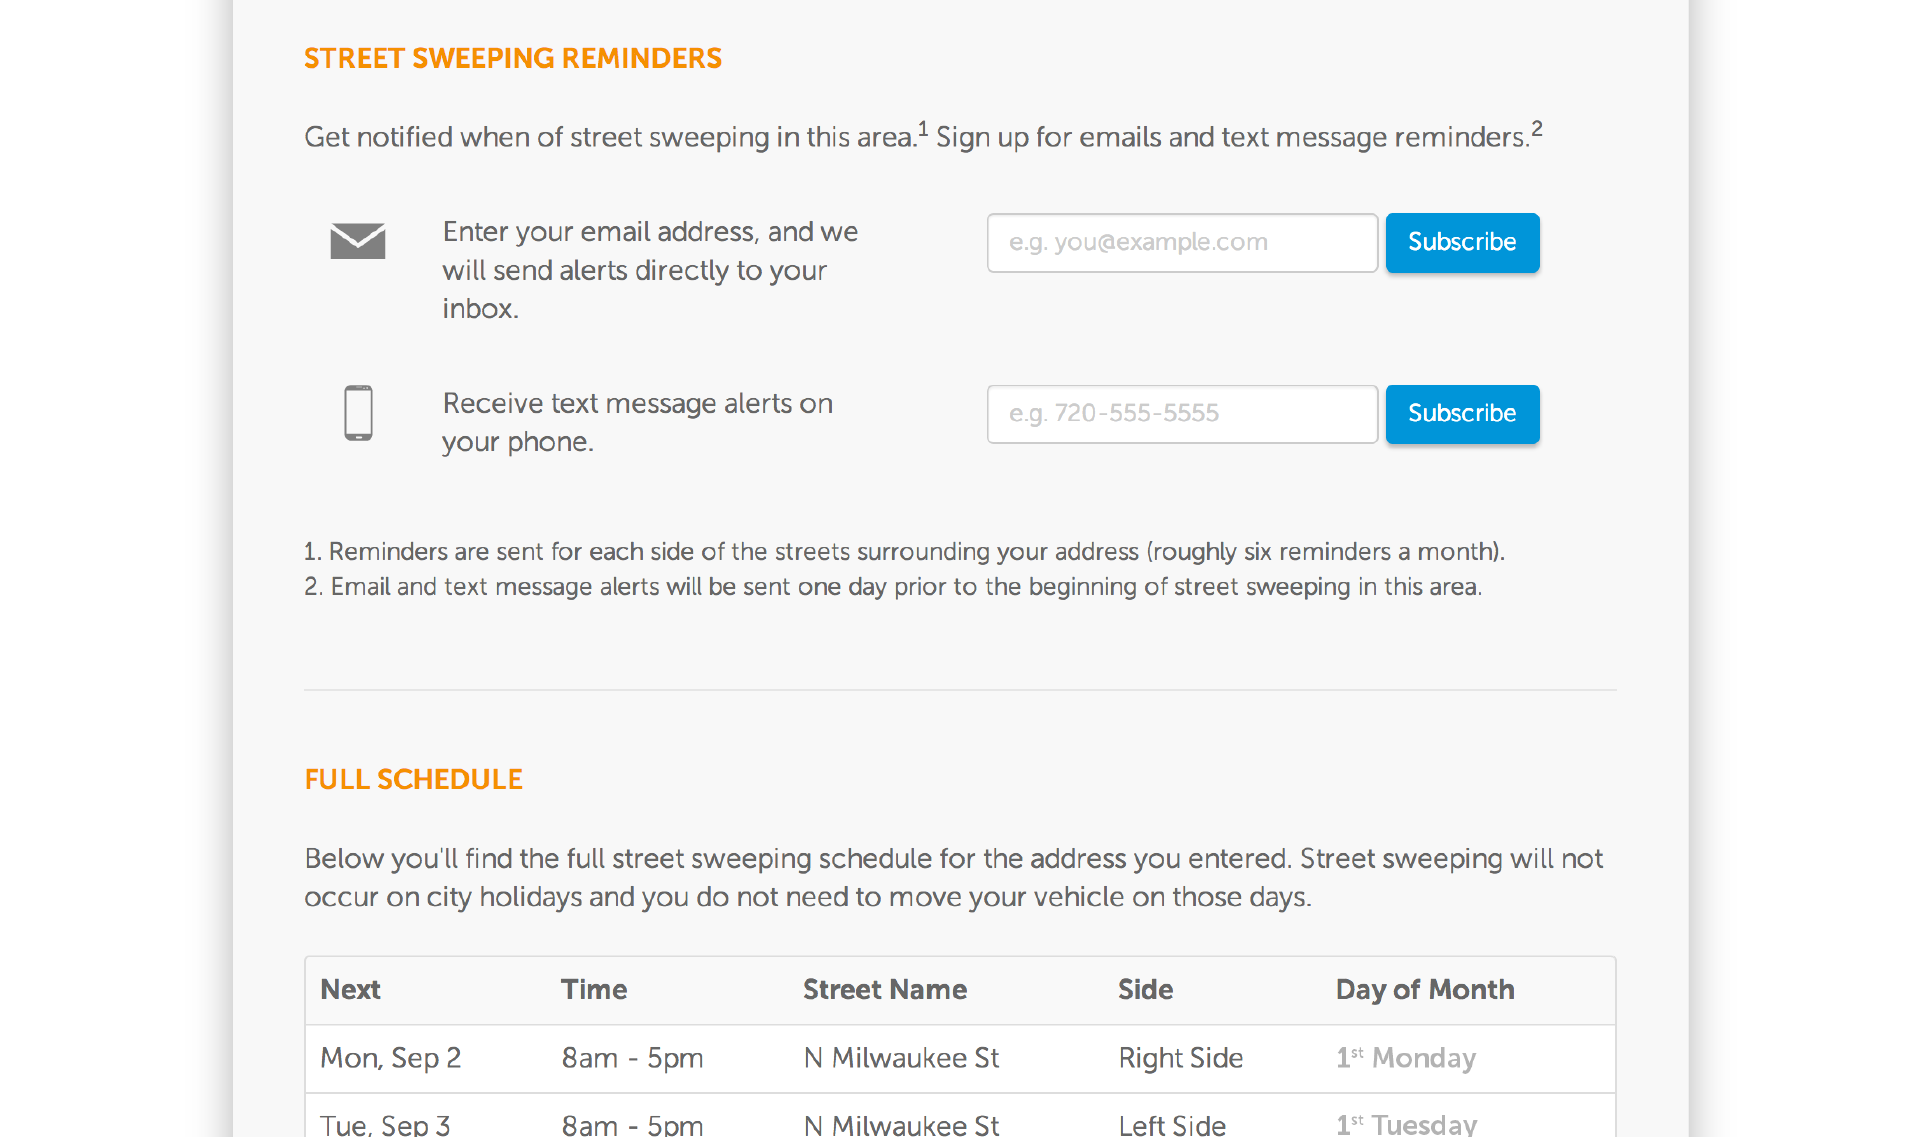 STREET SWEEPING REMINDERS
Get notified when of street sweeping in this area.1 Sign up for emails and text message reminders.2
Enter your email address, and we
will send alerts directly to your
inbox.
e.g. you@example.com
Subscribe
Receive text message alerts on
your phone.
e.g. 720-555-5555
Subscribe
1. Reminders are sent for each side of the streets surrounding your address (roughly six reminders a month).
2. Email and text message alerts will be sent one day prior to the beginning of street sweeping in this area.
FULL SCHEDULE
Below you'll find the full street sweeping schedule for the address you entered. Street sweeping will not
occur on city holidays and you do not need to move your vehicle on those days.
Next Time Street Name Side Day of Month
Mon, Sep 2 8am - 5pm N Milwaukee St Right Side 1st Monday
Tue, Sep 3 8am - 5pm N Milwaukee St Left Side 1st Tuesday